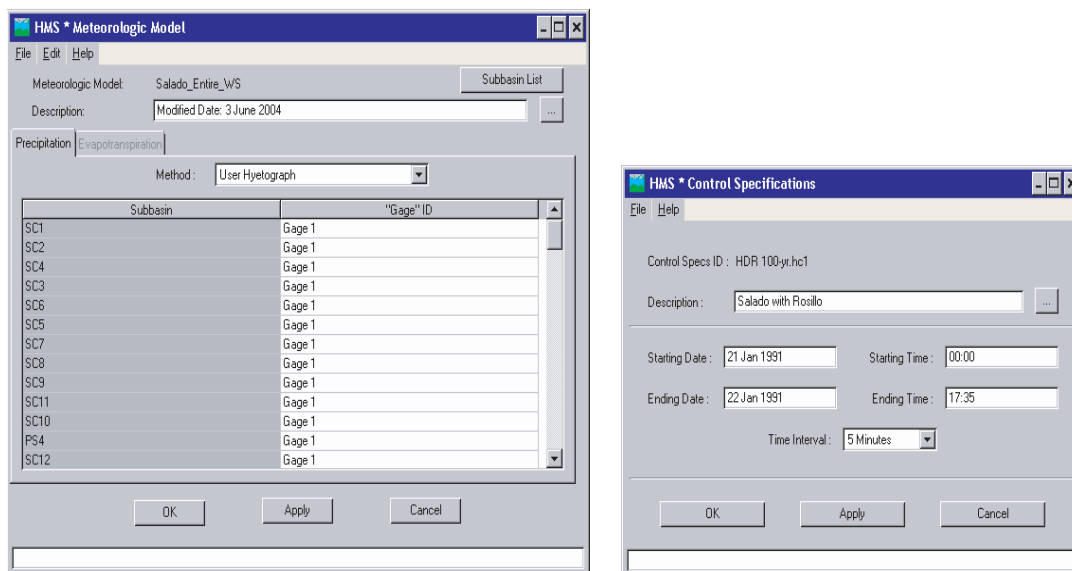 HMS * Meteorologic Model
File Edit Help
Meteorologic Model: Salado_Entire_WS Subbasin List
Description: Modified Date: 3 June 2004 ...
Precipitation Evapotranspiration
Method : User Hyetograph
Subbasin "Gage" ID
SC1 Gage 1
SC2 Gage 1
SC4 Gage 1
SC3 Gage 1
SC6 Gage 1
SC5 Gage 1
SC7 Gage 1
SC8 Gage 1
SC9 Gage 1
SC11 Gage 1
SC10 Gage 1
PS4 Gage 1
SC12 Gage 1
OK Apply Cancel
HMS * Control Specifications
File Help
Control Specs ID : HDR 100-yr.hc1
Description : Salado with Rosillo ...
Starting Date : 21 Jan 1991 Starting Time : 00:00
Ending Date : 22 Jan 1991 Ending Time : 17:35
Time Interval : 5 Minutes
OK Apply Cancel